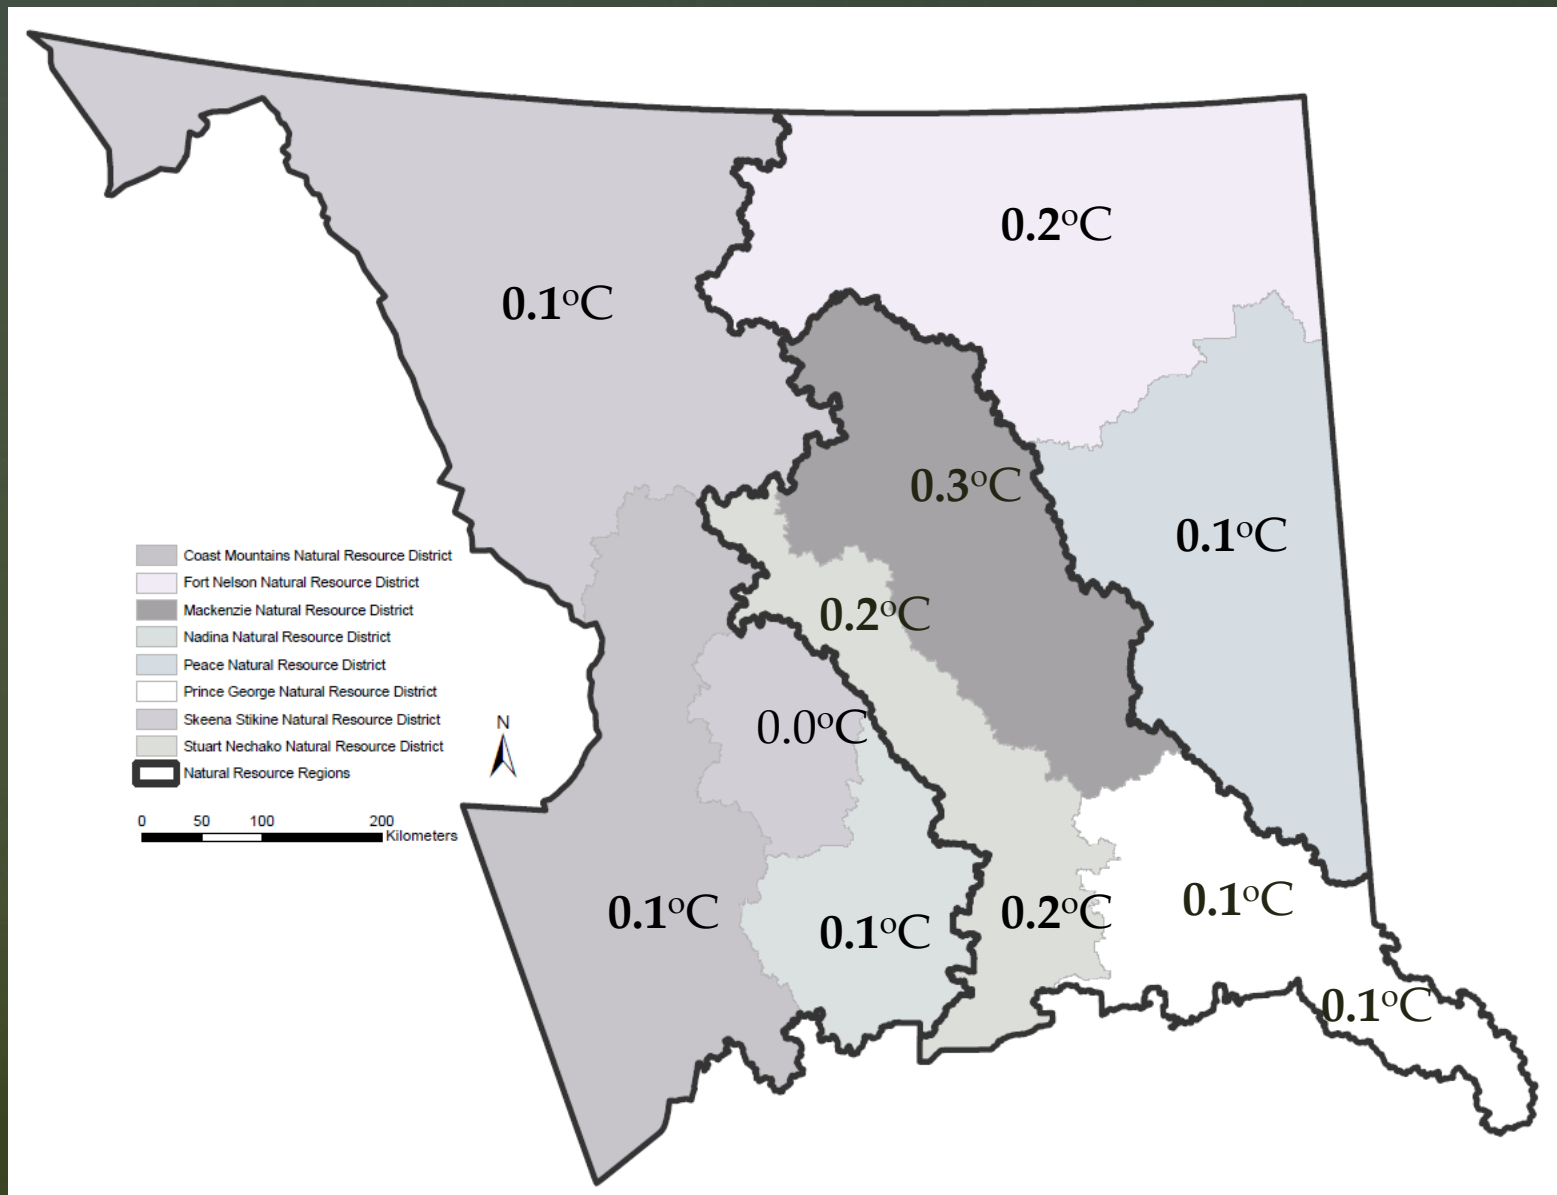 0.2°C
0.1°C
0.3°C
0.1°C
Coast Mountains Natural Resource District
Fort Nelson Natural Resource District
Mackenzie Natural Resource District
Nadina Natural Resource District
Peace Natural Resource District
Prince George Natural Resource District
Skeena Stikine Natural Resource District
Stuart Nechako Natural Resource District
Natural Resource Regions
N
0 50 100 200
Kilometers
0.2°C
0.0°C
0.1°C
0.1°C
0.2°C
0.1°C
0.1°C